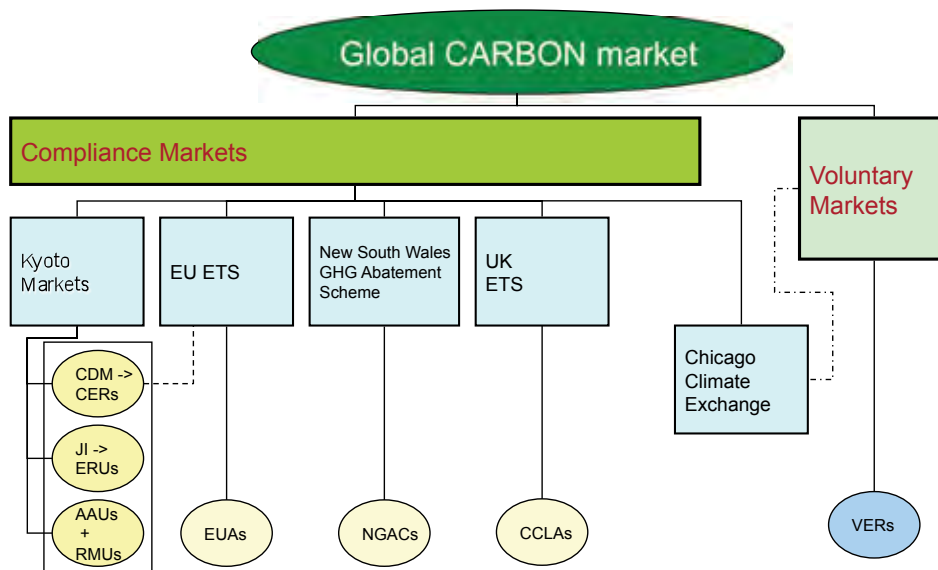 Global CARBON market
Compliance Markets
Voluntary
Markets
Kyoto
Markets
EU ETS
New South Wales
GHG Abatement
Scheme
UK
ETS
Chicago
Climate
Exchange
CDM ->
CERs
JI ->
ERUs
AAUs
+
RMUs
EUAs
NGACs
CCLAs
VERs